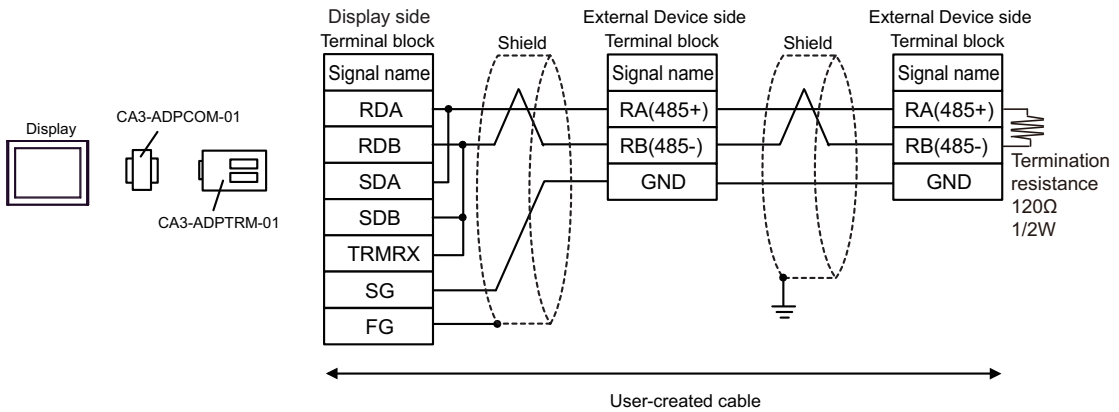 Display side
Terminal block
Shield
External Device side
Terminal block
Shield
External Device side
Terminal block
Signal name
RDA
RDB
SDA
SDB
TRMRX
SG
FG
Signal name
RA(485+)
RB(485-)
GND
Signal name
RA(485+)
RB(485-)
GND
Termination
resistance
120Ω
1/2W
Display
CA3-ADPCOM-01
CA3-ADPTRM-01
User-created cable